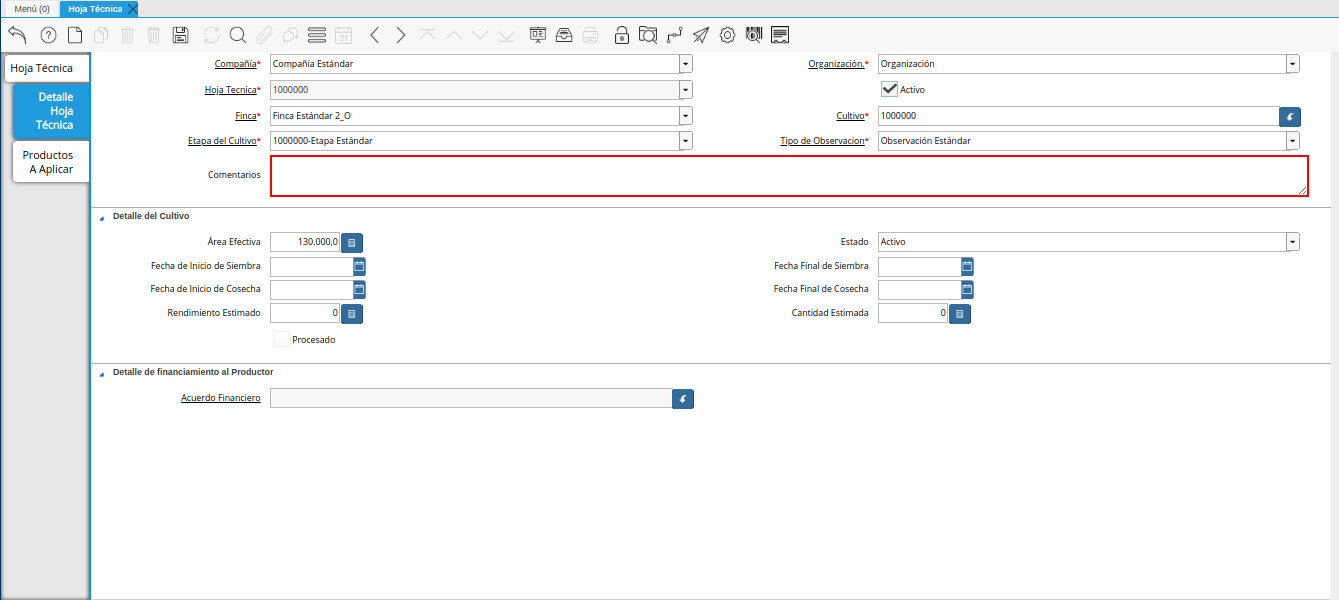 Menú (0)
Hoja Técnica
31
Hoja Técnica
Detalle
Hoja
Técnica
Productos
A Aplicar
Compañía* Compañía Estándar Organización.* Organización
Hoja Tecnica* 1000000 Activo
Finca* Finca Estándar 2_O Cultivo* 1000000
Etapa del Cultivo* 1000000-Etapa Estándar Tipo de Observacion* Observación Estándar
Comentarios
Detalle del Cultivo
Área Efectiva 130.000,0 Estado Activo
Fecha de Inicio de Siembra Fecha Final de Siembra
Fecha de Inicio de Cosecha Fecha Final de Cosecha
Rendimiento Estimado 0 Cantidad Estimada 0
Procesado
Detalle de financiamiento al Productor
Acuerdo Financiero